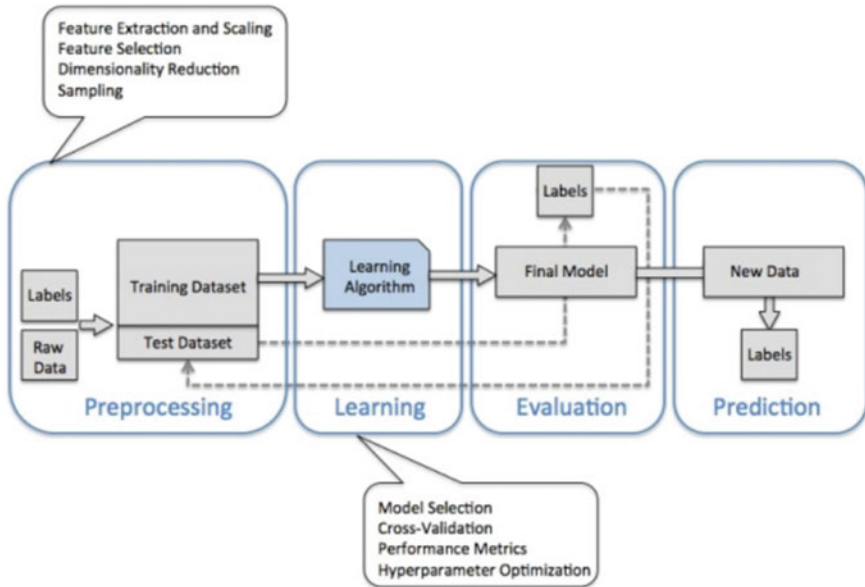 Feature Extraction and Scaling
Feature Selection
Dimensionality Reduction
Sampling
Labels
Raw
Data
Training Dataset
Test Dataset
Preprocessing
Learning
Algorithm
Learning
Labels
Final Model
Evaluation
New Data
Labels
Prediction
Model Selection
Cross-Validation
Performance Metrics
Hyperparameter Optimization